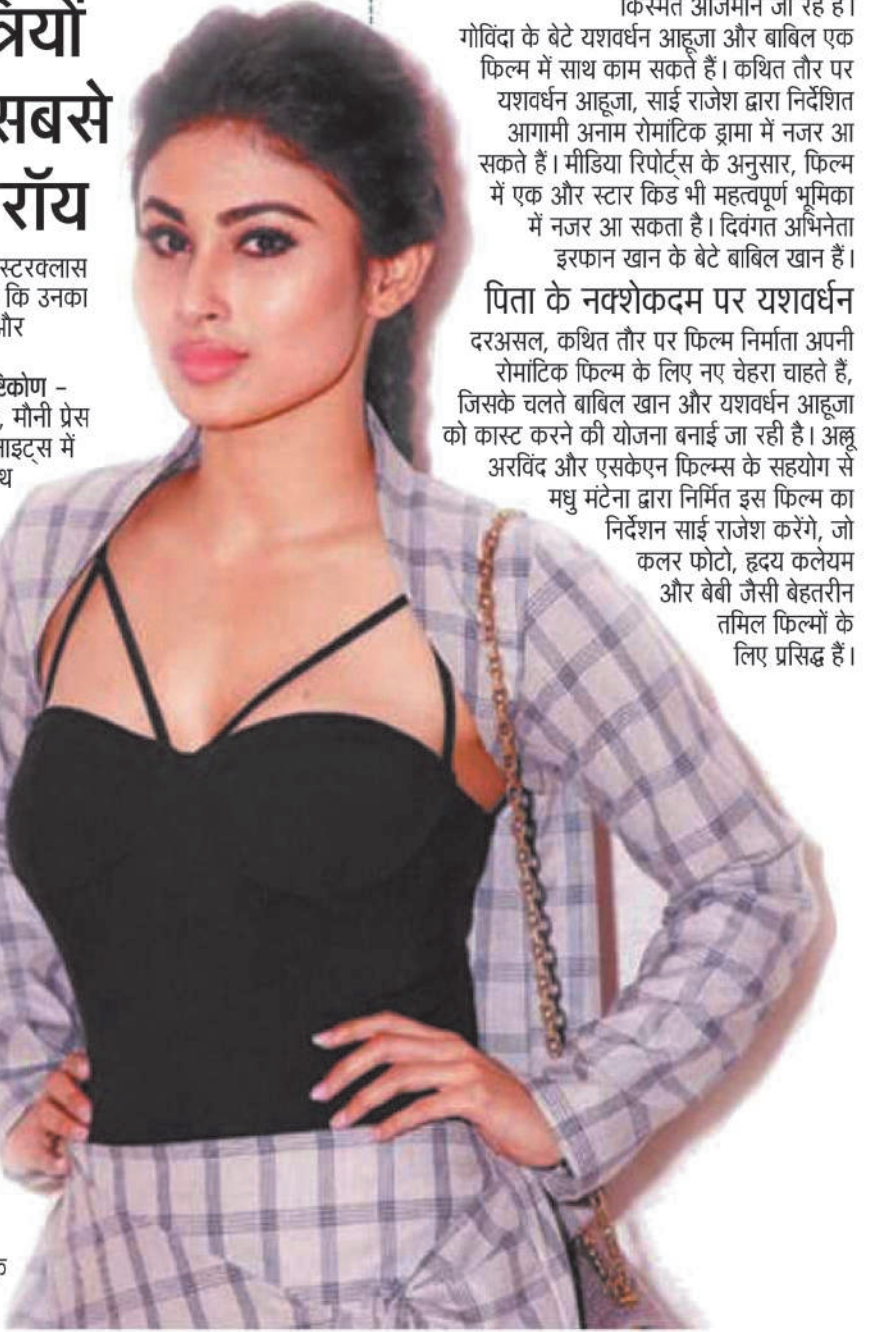 त्रियों
सबसे
रॉय
स्टरक्लास
कि उनका
और
ष्टिकोण –
, मौनी प्रेस
नाइट्स में
थ
क
किस्मत आजमाने जा रहे हैं।
गोविंदा के बेटे यशवर्धन आहूजा और बाबिल एक
फिल्म में साथ काम सकते हैं। कथित तौर पर
यशवर्धन आहूजा, साई राजेश द्वारा निर्देशित
आगामी अनाम रोमांटिक ड्रामा में नजर आ
सकते हैं। मीडिया रिपोर्ट्स के अनुसार, फिल्म
में एक और स्टार किड भी महत्वपूर्ण भूमिका
में नजर आ सकता है। दिवंगत अभिनेता
इरफान खान के बेटे बाबिल खान हैं।
पिता के नक्शेकदम पर यशवर्धन
दरअसल, कथित तौर पर फिल्म निर्माता अपनी
रोमांटिक फिल्म के लिए नए चेहरा चाहते हैं,
जिसके चलते बाबिल खान और यशवर्धन आहूजा
को कास्ट करने की योजना बनाई जा रही है। अल्लू
अरविंद और एसकेएन फिल्म्स के सहयोग से
मधु मंटेना द्वारा निर्मित इस फिल्म का
निर्देशन साई राजेश करेंगे, जो
कलर फोटो, हृदय कलेयम
और बेबी जैसी बेहतरीन
तमिल फिल्मों के
लिए प्रसिद्ध हैं।